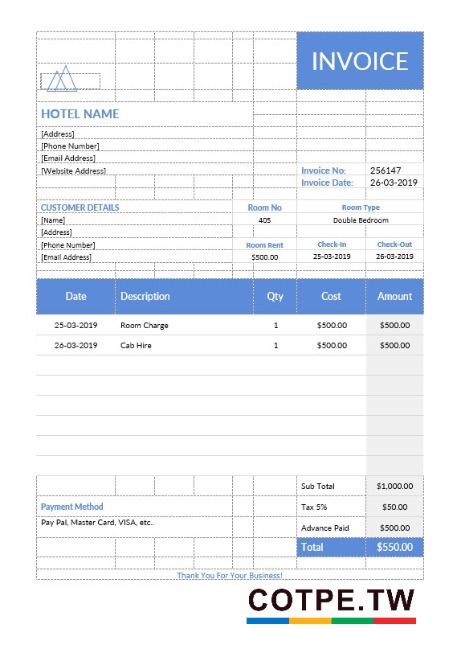 INVOICE
HOTEL NAME
[Address]
[Phone Number]
[Email Address]
[Website Address]
Invoice No: 256147
Invoice Date: 26-03-2019
CUSTOMER DETAILS Room No Room Type
[Name] 405 Double Bedroom
[Address]
[Phone Number] Room Rent Check-In Check-Out
[Email Address] $500.00 25-03-2019 26-03-2019
Date Description Qty Cost Amount
25-03-2019 Room Charge 1 $500.00 $500.00
26-03-2019 Cab Hire 1 $500.00 $500.00
Sub Total $1,000.00
Payment Method Tax 5% $50.00
Pay Pal, Master Card, VISA, etc..
Advance Paid $500.00
Total $550.00
Thank You For Your Business!
COTPE.TW